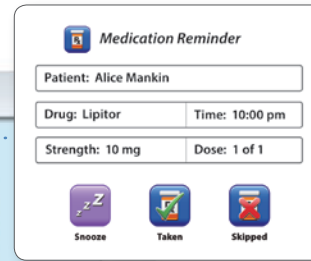 Medication Reminder
Patient: Alice Mankin
Drug: Lipitor Time: 10:00 pm
Strength: 10 mg Dose: 1 of 1
z z Z
Snooze Taken Skipped